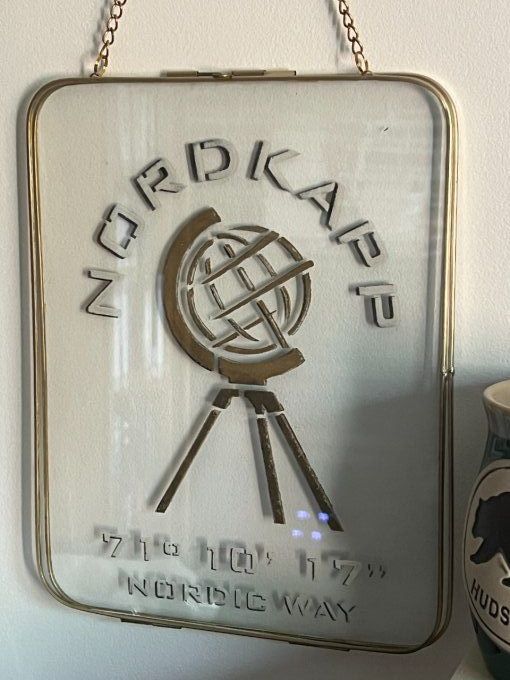 NORDKAPP
71° 10' 17"
NORDIC WAY
HUDS